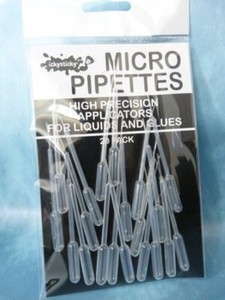 ickysticky
MICRO
PIPETTES
HIGH PRECISION
APPLICATORS
FOR LIQUIDS AND GLUES
20 PACK